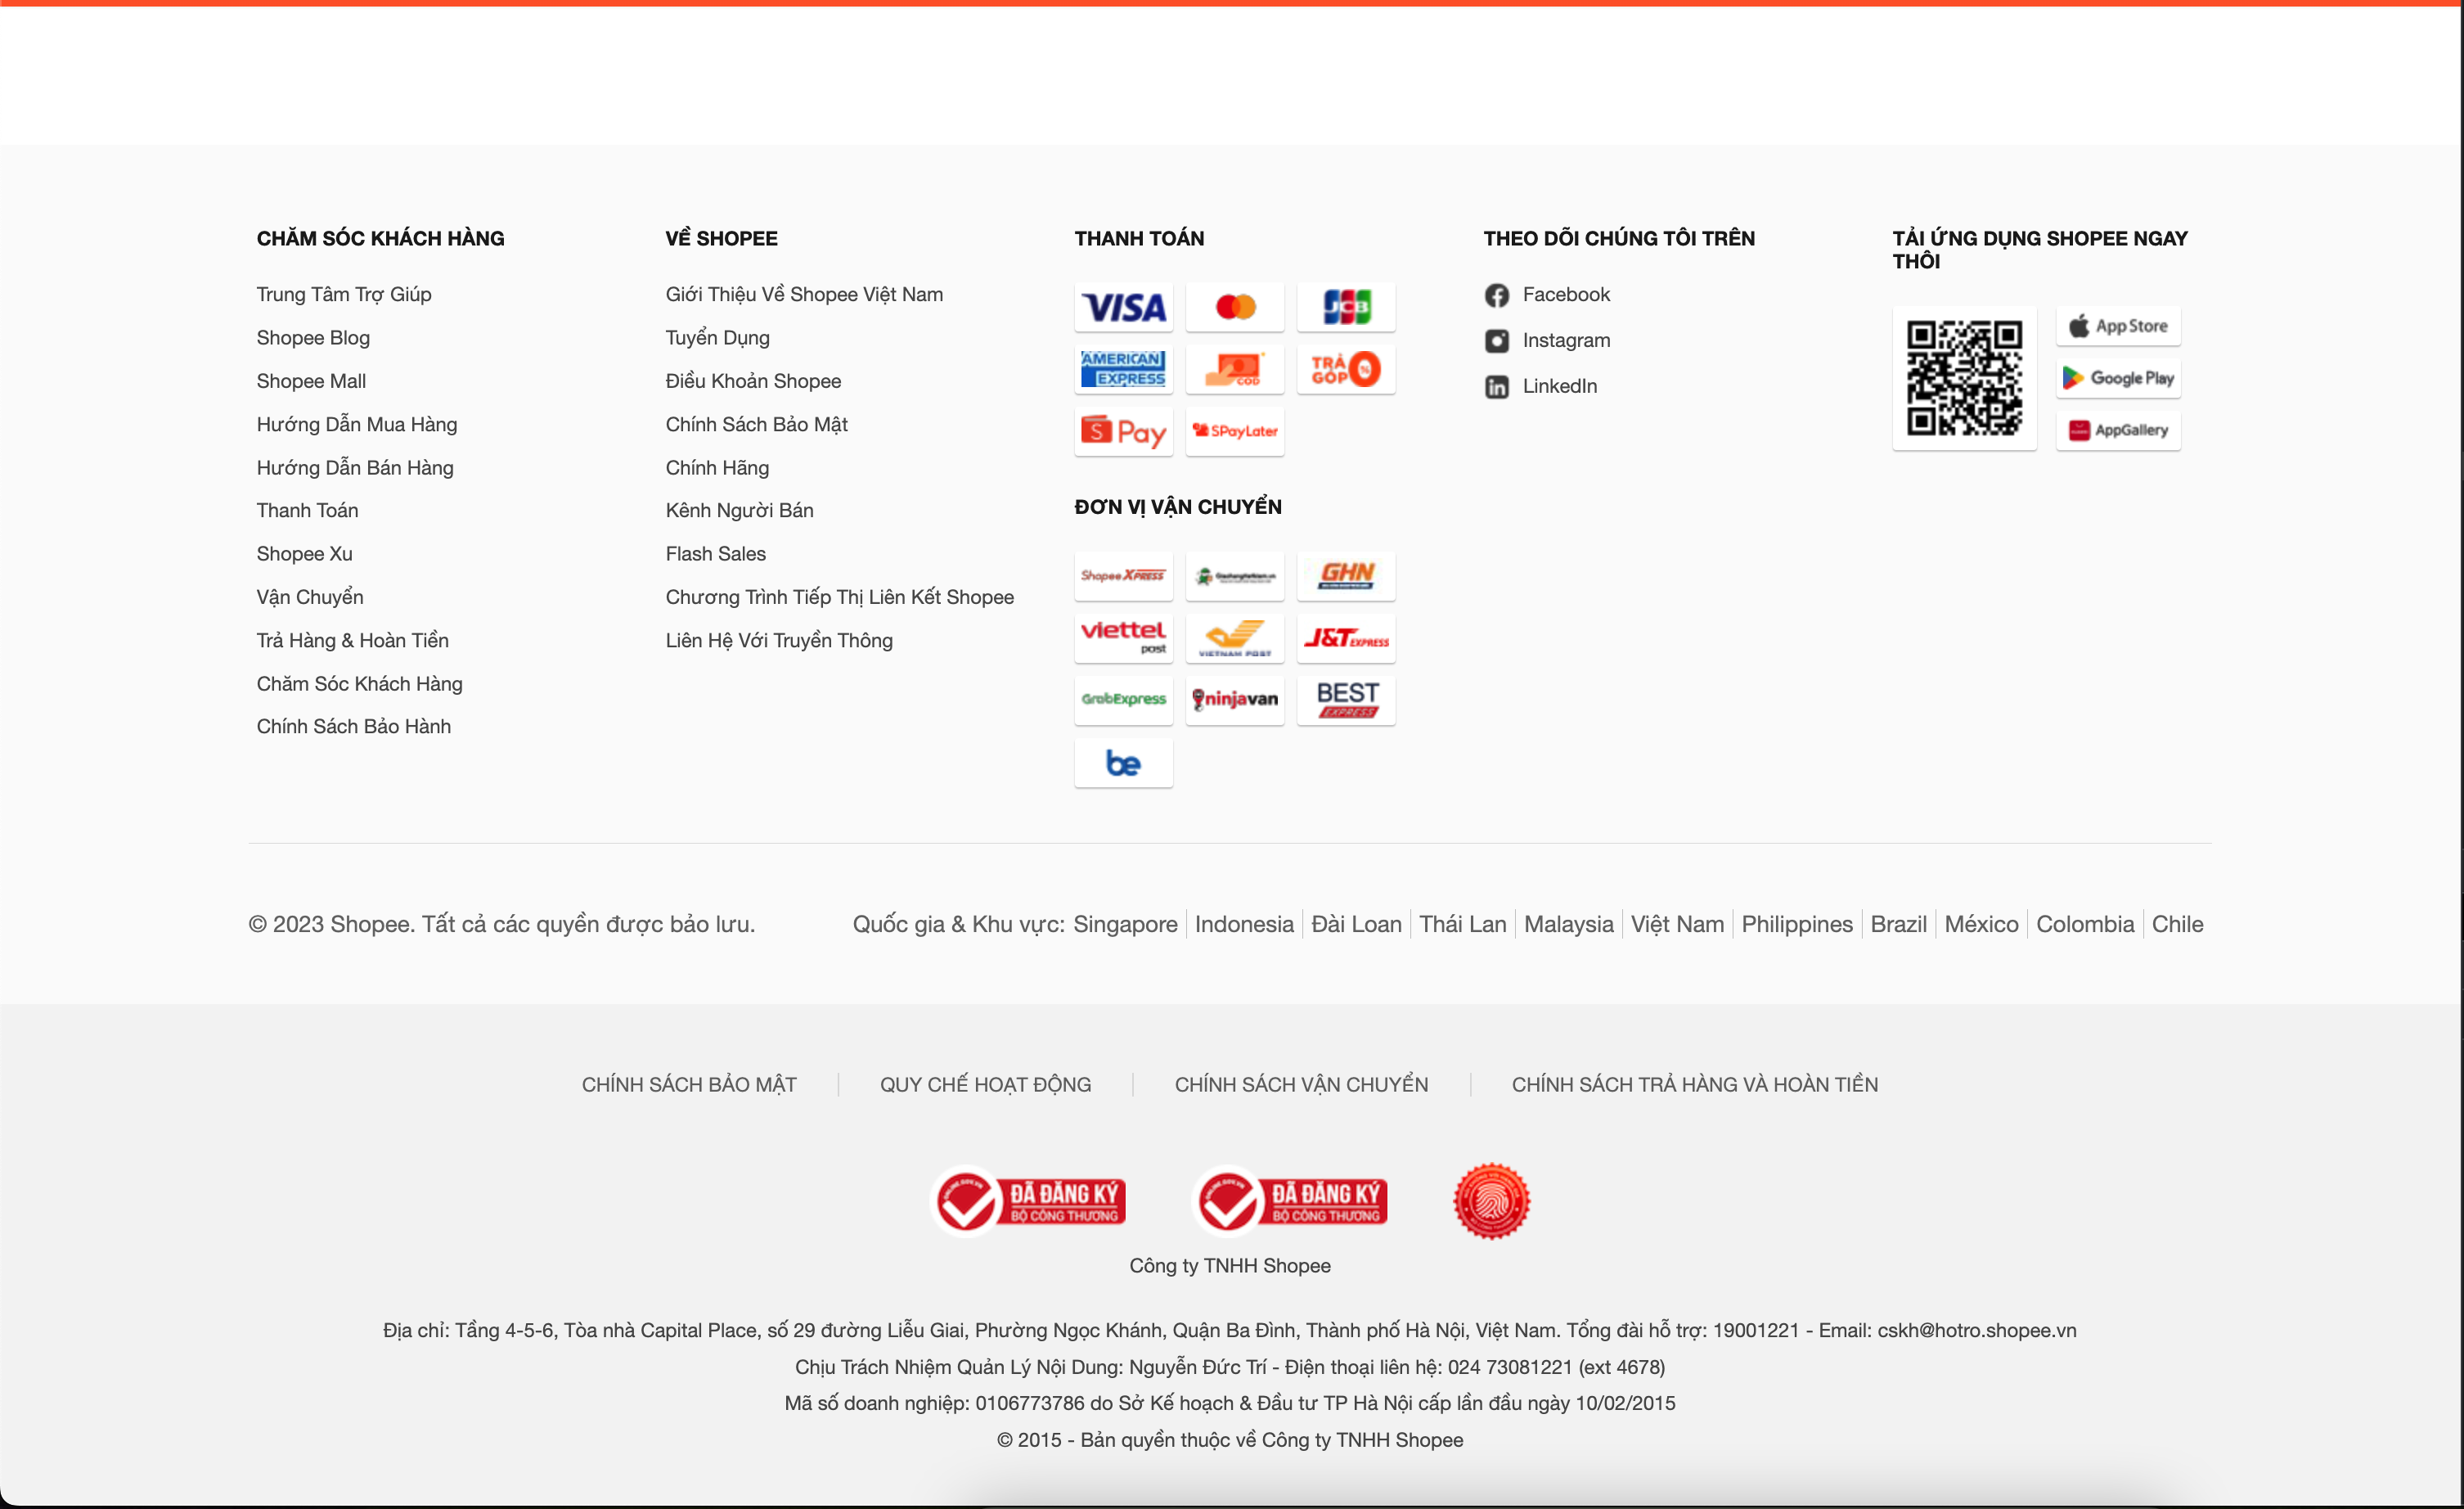 CHĂM SÓC KHÁCH HÀNG
Trung Tâm Trợ Giúp
Shopee Blog
Shopee Mall
Hướng Dẫn Mua Hàng
Hướng Dẫn Bán Hàng
Thanh Toán
Shopee Xu
Vận Chuyển
Trả Hàng & Hoàn Tiền
Chăm Sóc Khách Hàng
Chính Sách Bảo Hành
VỀ SHOPEE
Giới Thiệu Về Shopee Việt Nam
Tuyển Dụng
Điều Khoản Shopee
Chính Sách Bảo Mật
Chính Hãng
Kênh Người Bán
Flash Sales
Chương Trình Tiếp Thị Liên Kết Shopee
Liên Hệ Với Truyền Thông
THANH TOÁN
VISA
JCB
AMERICAN
EXPRESS
COD
TRẢ
GÓP %
S Pay
SPayLater
ĐƠN VỊ VẬN CHUYỂN
Shopee XPRESS
GHN
viettel
post
VIETNAM POST
J&T EXPRESS
GrabExpress
ninjavan
BEST
EXPRESS
be
THEO DÕI CHÚNG TÔI TRÊN
Facebook
Instagram
LinkedIn
TẢI ỨNG DỤNG SHOPEE NGAY
THÔI
App Store
Google Play
AppGallery
© 2023 Shopee. Tất cả các quyền được bảo lưu.
Quốc gia & Khu vực: Singapore Indonesia Đài Loan Thái Lan Malaysia Việt Nam Philippines Brazil México Colombia Chile
CHÍNH SÁCH BẢO MẬT
QUY CHẾ HOẠT ĐỘNG
CHÍNH SÁCH VẬN CHUYỂN
CHÍNH SÁCH TRẢ HÀNG VÀ HOÀN TIỀN
ONLINE.GOV.VN
ĐÃ ĐĂNG KÝ
BỘ CÔNG THƯƠNG
ONLINE.GOV.VN
ĐÃ ĐĂNG KÝ
BỘ CÔNG THƯƠNG
Công ty TNHH Shopee
Địa chỉ: Tầng 4-5-6, Tòa nhà Capital Place, số 29 đường Liễu Giai, Phường Ngọc Khánh, Quận Ba Đình, Thành phố Hà Nội, Việt Nam. Tổng đài hỗ trợ: 19001221 - Email: cskh@hotro.shopee.vn
Chịu Trách Nhiệm Quản Lý Nội Dung: Nguyễn Đức Trí - Điện thoại liên hệ: 024 73081221 (ext 4678)
Mã số doanh nghiệp: 0106773786 do Sở Kế hoạch & Đầu tư TP Hà Nội cấp lần đầu ngày 10/02/2015
© 2015 - Bản quyền thuộc về Công ty TNHH Shopee